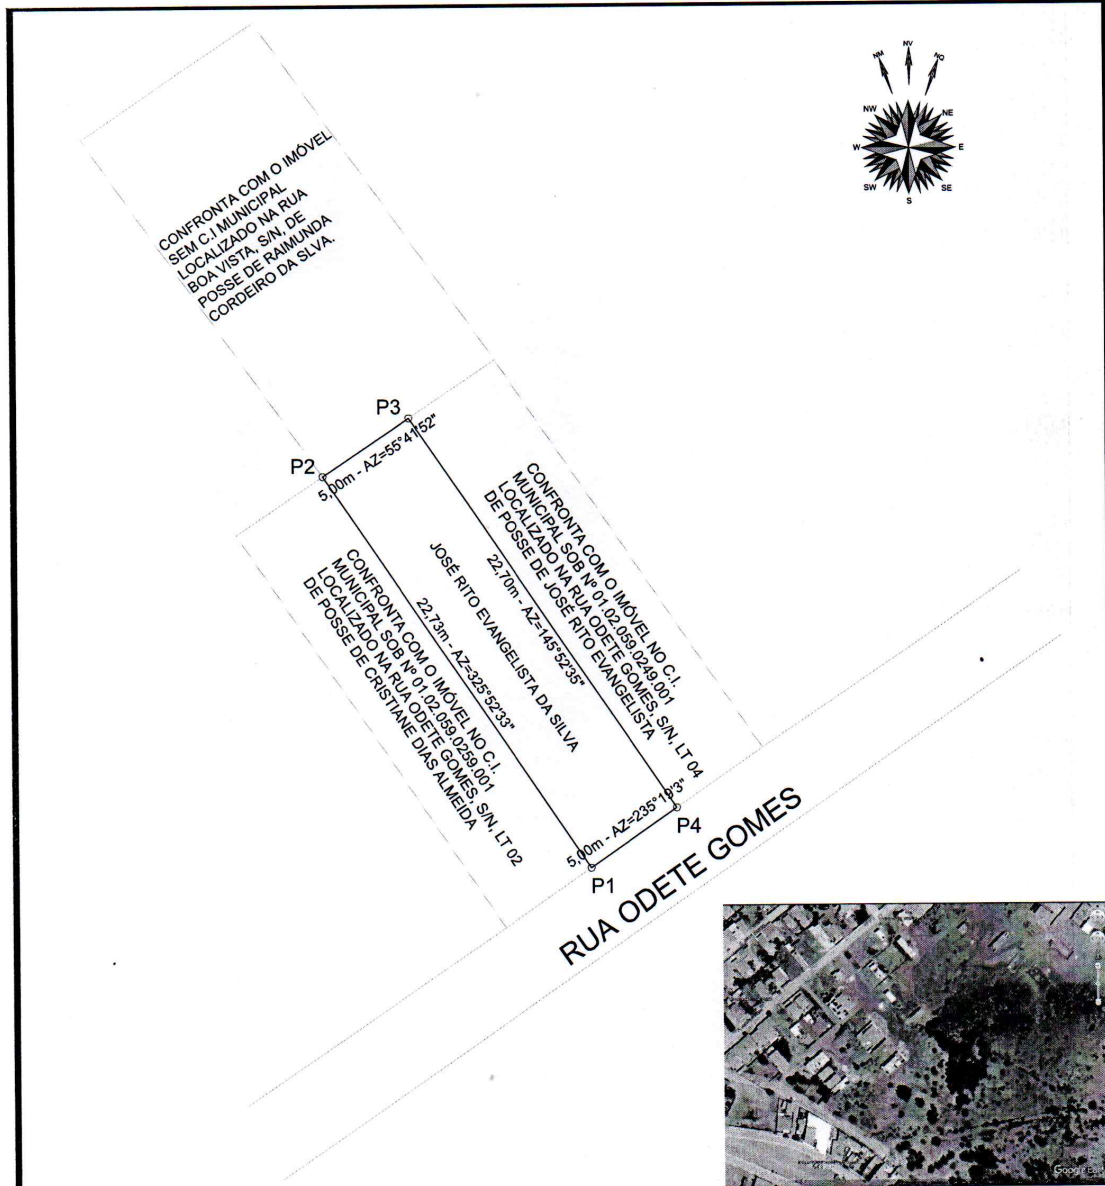 NM
NV
NQ
NW
NE
W
E
SW
SE
S
CONFRONTA COM O IMÓVEL
SEM C.I MUNICIPAL
LOCALIZADO NA RUA
BOA VISTA, S/N, DE
POSSE DE RAIMUNDA
CORDEIRO DA SLVA.
P3
P2
5,00m - AZ=55°41'52"
CONFRONTA COM O IMÓVEL NO C.I.
MUNICIPAL SOB Nº 01.02.059.0249.001
LOCALIZADO NA RUA ODETE GOMES, S/N, LT 04
DE POSSE DE JOSÉ RITO EVANGELISTA
22,70m - AZ=145°52'35"
JOSÉ RITO EVANGELISTA DA SILVA
22,73m - AZ=325°52'33"
CONFRONTA COM O IMÓVEL NO C.I.
MUNICIPAL SOB Nº 01.02.059.0259.001
LOCALIZADO NA RUA ODETE GOMES, S/N, LT 02
DE POSSE DE CRISTIANE DIAS ALMEIDA
5,00m - AZ=235°19'3"
P4
P1
RUA ODETE GOMES
Google